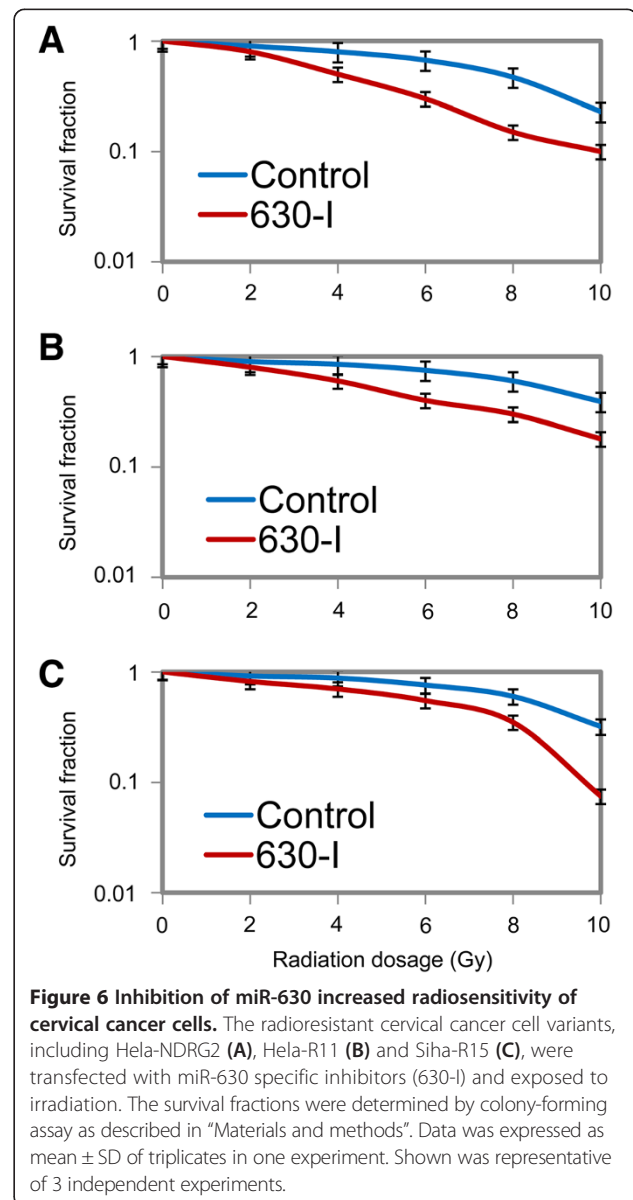 A
1
0.1
0.01
Survival fraction
Control
630-I
0 2 4 6 8 10
B
1
0.1
0.01
Survival fraction
Control
630-I
0 2 4 6 8 10
C
1
0.1
0.01
Survival fraction
Control
630-I
0 2 4 6 8 10
Radiation dosage (Gy)
Figure 6 Inhibition of miR-630 increased radiosensitivity of
cervical cancer cells. The radioresistant cervical cancer cell variants,
including Hela-NDRG2 (A), Hela-R11 (B) and Siha-R15 (C), were
transfected with miR-630 specific inhibitors (630-I) and exposed to
irradiation. The survival fractions were determined by colony-forming
assay as described in “Materials and methods”. Data was expressed as
mean ± SD of triplicates in one experiment. Shown was representative
of 3 independent experiments.